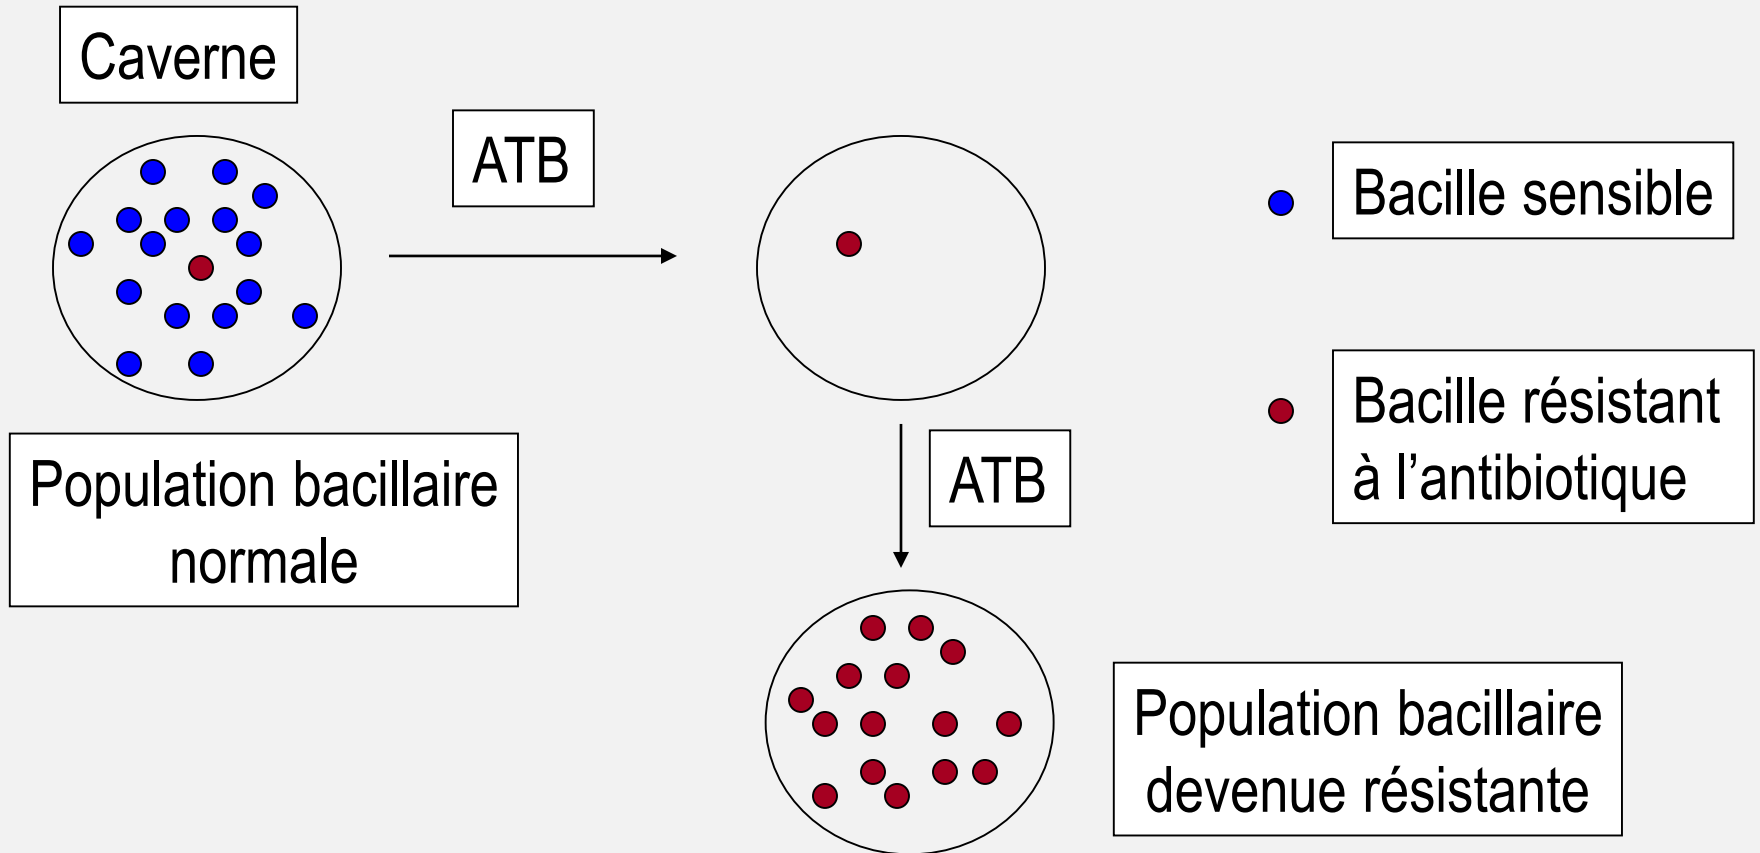 Caverne
ATB
Bacille sensible
Bacille résistant
à l’antibiotique
Population bacillaire
normale
ATB
Population bacillaire
devenue résistante